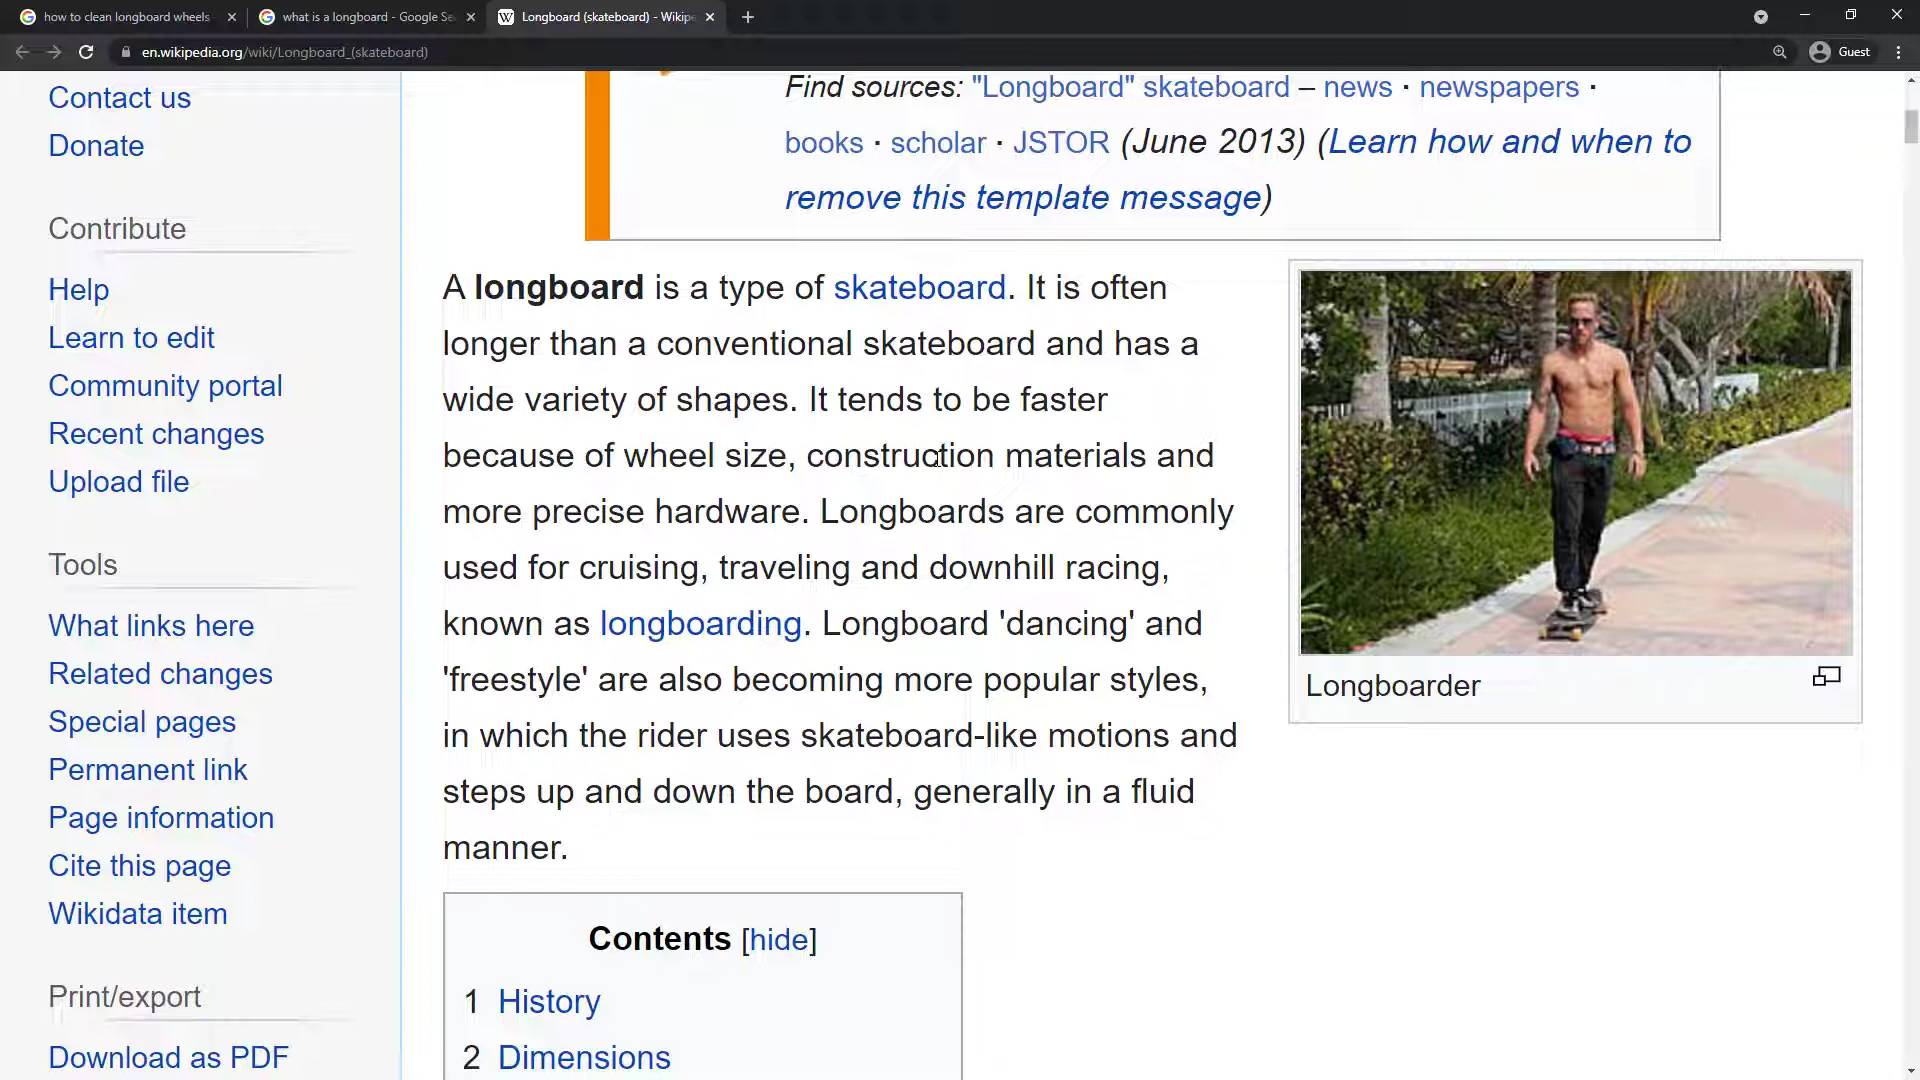 how to clean longboard wheels
what is a longboard - Google Se
Longboard (skateboard) - Wikipe
en.wikipedia.org/wiki/Longboard_(skateboard)
Guest
Contact us
Donate
Contribute
Help
Learn to edit
Community portal
Recent changes
Upload file
Tools
What links here
Related changes
Special pages
Permanent link
Page information
Cite this page
Wikidata item
Print/export
Download as PDF
Find sources: "Longboard" skateboard – news · newspapers ·
books · scholar · JSTOR (June 2013) (Learn how and when to
remove this template message)
A longboard is a type of skateboard. It is often
longer than a conventional skateboard and has a
wide variety of shapes. It tends to be faster
because of wheel size, construction materials and
more precise hardware. Longboards are commonly
used for cruising, traveling and downhill racing,
known as longboarding. Longboard 'dancing' and
'freestyle' are also becoming more popular styles,
in which the rider uses skateboard-like motions and
steps up and down the board, generally in a fluid
manner.
Longboarder
Contents [hide]
1 History
2 Dimensions